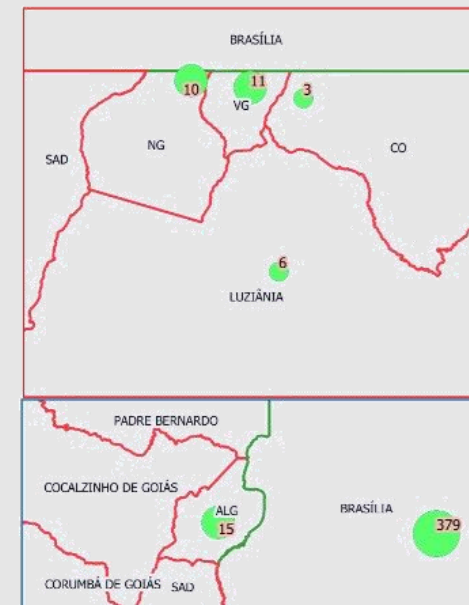 BRASÍLIA
10
11
3
VG
SAD
NG
CO
6
LUZIÂNIA
PADRE BERNARDO
COCALZINHO DE GOIÁS
ALG
15
BRASÍLIA
379
CORUMBÁ DE GOIÁS
SAD